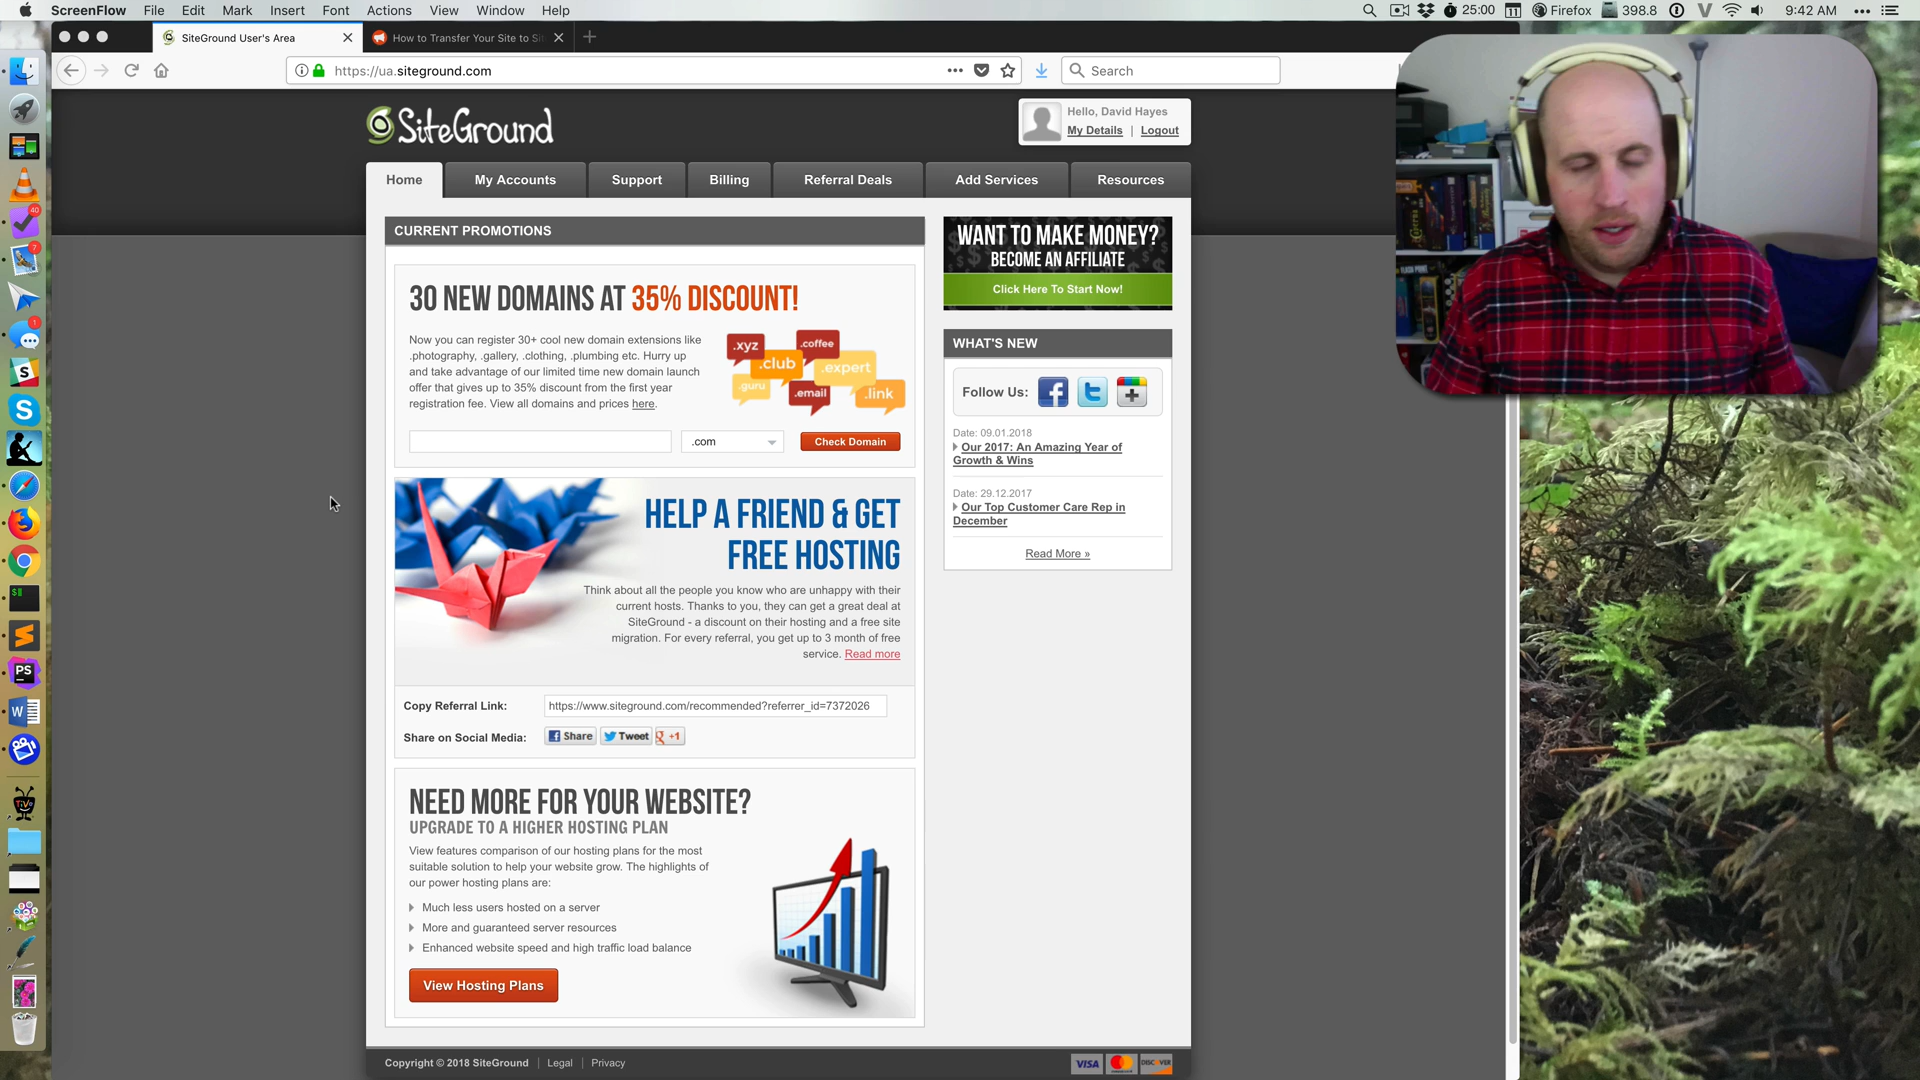 ScreenFlow File Edit Mark Insert Font Actions View Window Help
25:00 11 Firefox 398.8 9:42 AM
SiteGround User's Area
How to Transfer Your Site to Si
https://ua.siteground.com
Search
SiteGround
Hello, David Hayes
My Details | Logout
Home My Accounts Support Billing Referral Deals Add Services Resources
CURRENT PROMOTIONS
30 NEW DOMAINS AT 35% DISCOUNT!
Now you can register 30+ cool new domain extensions like
.photography, .gallery, .clothing, .plumbing etc. Hurry up
and take advantage of our limited time new domain launch
offer that gives up to 35% discount from the first year
registration fee. View all domains and prices here.
.xyz .coffee
.club .expert
.guru .email .link
.com
Check Domain
HELP A FRIEND & GET
FREE HOSTING
Think about all the people you know who are unhappy with their
current hosts. Thanks to you, they can get a great deal at
SiteGround - a discount on their hosting and a free site
migration. For every referral, you get up to 3 month of free
service. Read more
Copy Referral Link: https://www.siteground.com/recommended?referrer_id=7372026
Share on Social Media: Share Tweet +1
NEED MORE FOR YOUR WEBSITE?
UPGRADE TO A HIGHER HOSTING PLAN
View features comparison of our hosting plans for the most
suitable solution to help your website grow. The highlights of
our power hosting plans are:
Much less users hosted on a server
More and guaranteed server resources
Enhanced website speed and high traffic load balance
View Hosting Plans
WANT TO MAKE MONEY?
BECOME AN AFFILIATE
Click Here To Start Now!
WHAT'S NEW
Follow Us:
Date: 09.01.2018
Our 2017: An Amazing Year of
Growth & Wins
Date: 29.12.2017
Our Top Customer Care Rep in
December
Read More »
Copyright © 2018 SiteGround | Legal | Privacy
VISA MasterCard DISCOVER
40
7
1
PS
W
TiVo